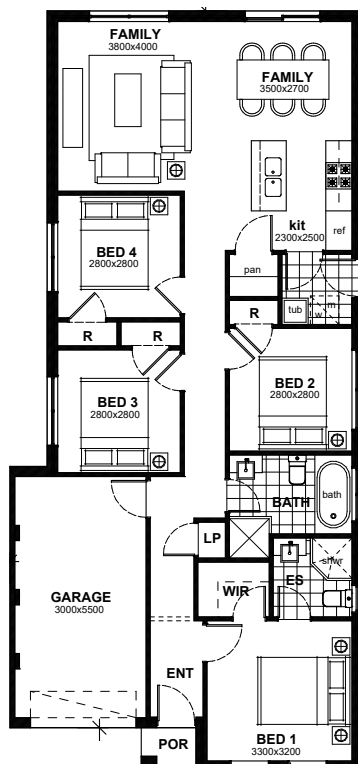 FAMILY
3800x4000
FAMILY
3500x2700
kit
2300x2500
ref
pan
BED 4
2800x2800
R
R
R
tub
m
w
BED 3
2800x2800
BED 2
2800x2800
BATH
bath
LP
shwr
ES
WIR
GARAGE
3000x5500
ENT
POR
BED 1
3300x3200